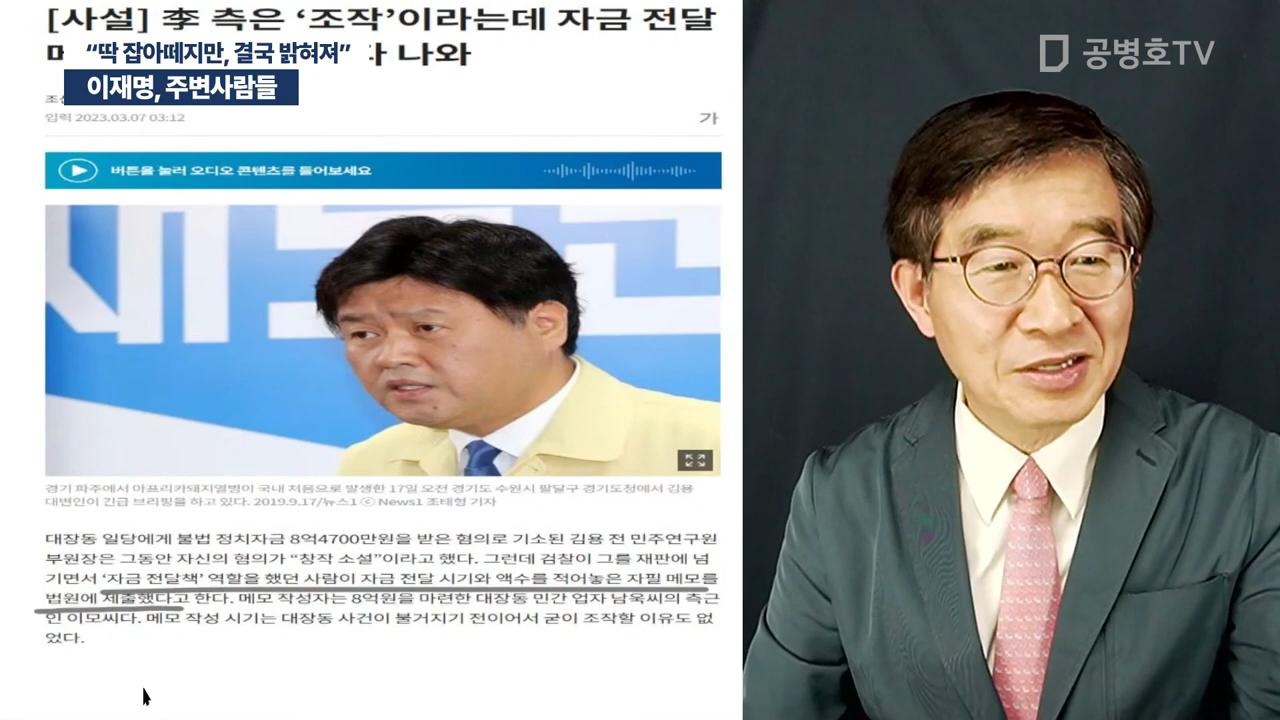 [사설] 李 측은 ‘조작’이라는데 자금 전달
나와
“딱 잡아떼지만, 결국 밝혀져”
이재명, 주변사람들
공병호TV
입력 2023.03.07 03:12
가
버튼을 눌러 오디오 콘텐츠를 들어보세요
경기 파주에서 아프리카돼지열병이 국내 처음으로 발생한 17일 오전 경기도 수원시 팔달구 경기도청에서 김용
대변인이 긴급 브리핑을 하고 있다. 2019.9.17/뉴스1 ⓒ News1 조태형 기자
대장동 일당에게 불법 정치자금 8억4700만원을 받은 혐의로 기소된 김용 전 민주연구원
부원장은 그동안 자신의 혐의가 “창작 소설”이라고 했다. 그런데 검찰이 그를 재판에 넘
기면서 ‘자금 전달책’ 역할을 했던 사람이 자금 전달 시기와 액수를 적어놓은 자필 메모를
법원에 제출했다고 한다. 메모 작성자는 8억원을 마련한 대장동 민간 업자 남욱씨의 측근
인 이모씨다. 메모 작성 시기는 대장동 사건이 불거지기 전이어서 굳이 조작할 이유도 없
었다.